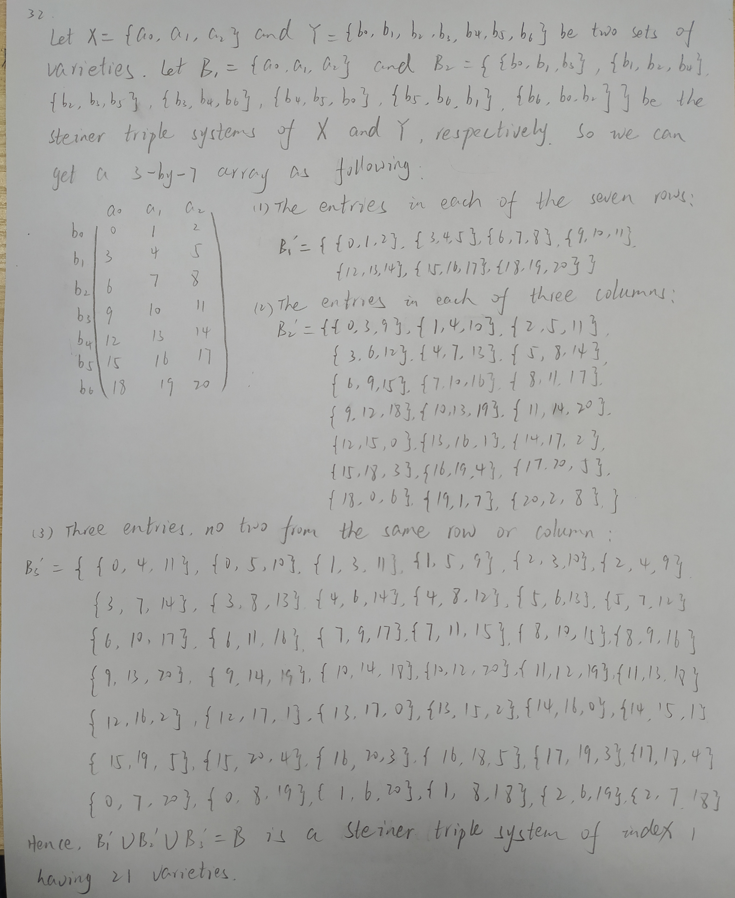 32
Let X = {a0, a1, a2} and Y = {b0, b1, b2, b3, b4, b5, b6} be two sets of
varieties. Let B1 = {a0, a1, a2} and B2 = { {b0, b1, b3}, {b1, b2, b4},
{b2, b3, b5}, {b3, b4, b6}, {b4, b5, b0}, {b5, b6, b1}, {b6, b0, b2} } be the
steiner triple systems of X and Y, respectively. So we can
get a 3-by-7 array as following:
a0 a1 a2
b0 0 1 2
b1 3 4 5
b2 6 7 8
b3 9 10 11
b4 12 13 14
b5 15 16 17
b6 18 19 20
(1) The entries in each of the seven rows:
B1' = { {0,1,2}, {3,4,5}, {6,7,8}, {9,10,11},
{12,13,14}, {15,16,17}, {18,19,20} }
(2) The entries in each of three columns:
B2' = { {0,3,9}, {1,4,10}, {2,5,11},
{3,6,12}, {4,7,13}, {5,8,14},
{6,9,15}, {7,10,16}, {8,11,17},
{9,12,18}, {10,13,19}, {11,14,20},
{12,15,0}, {13,16,1}, {14,17,2},
{15,18,3}, {16,19,4}, {17,20,5},
{18,0,6}, {19,1,7}, {20,2,8} }
(3) Three entries, no two from the same row or column:
B3' = { {0,4,11}, {0,5,10}, {1,3,11}, {1,5,9}, {2,3,10}, {2,4,9}
{3,7,14}, {3,8,13}, {4,6,14}, {4,8,12}, {5,6,13}, {5,7,12}
{6,10,17}, {6,11,16}, {7,9,17}, {7,11,15}, {8,10,15}, {8,9,16}
{9,13,20}, {9,14,19}, {10,14,18}, {10,12,20}, {11,12,19}, {11,13,18}
{12,16,2}, {12,17,1}, {13,17,0}, {13,15,2}, {14,16,0}, {14,15,1}
{15,19,5}, {15,20,4}, {16,20,3}, {16,18,5}, {17,19,3}, {17,18,4}
{0,7,20}, {0,8,19}, {1,6,20}, {1,8,18}, {2,6,19}, {2,7,18}
Hence, B1' ∪ B2' ∪ B3' = B is a steiner triple system of index 1
having 21 varieties.